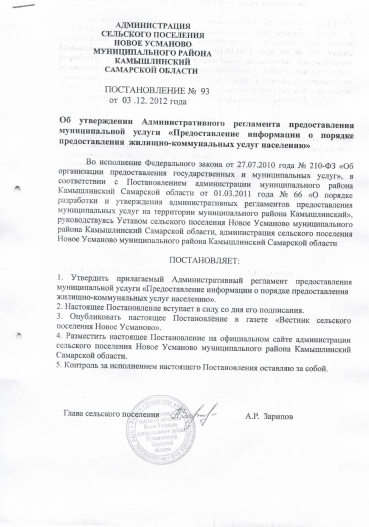 АДМИНИСТРАЦИЯ
СЕЛЬСКОГО ПОСЕЛЕНИЯ
НОВОЕ УСМАНОВО
МУНИЦИПАЛЬНОГО РАЙОНА
КАМЫШЛИНСКИЙ
САМАРСКОЙ ОБЛАСТИ
ПОСТАНОВЛЕНИЕ № 93
от 03 .12. 2012 года
Об утверждении Административного регламента предоставления
муниципальной услуги «Предоставление информации о порядке
предоставления жилищно-коммунальных услуг населению»
Во исполнение Федерального закона от 27.07.2010 года № 210-ФЗ «Об
организации предоставления государственных и муниципальных услуг», в
соответствии с Постановлением администрации муниципального района
Камышлинский Самарской области от 01.03.2011 года № 66 «О порядке
разработки и утверждения административных регламентов предоставления
муниципальных услуг на территории муниципального района Камышлинский»,
руководствуясь Уставом сельского поселения Новое Усманово муниципального
района Камышлинский Самарской области, администрация сельского поселения
Новое Усманово муниципального района Камышлинский Самарской области
ПОСТАНОВЛЯЕТ:
1. Утвердить прилагаемый Административный регламент предоставления
муниципальной услуги «Предоставление информации о порядке предоставления
жилищно-коммунальных услуг населению».
2. Настоящее Постановление вступает в силу со дня его подписания.
3. Опубликовать настоящее Постановление в газете «Вестник сельского
поселения Новое Усманово».
4. Разместить настоящее Постановление на официальном сайте администрации
сельского поселения Новое Усманово муниципального района Камышлинский
Самарской области.
5. Контроль за исполнением настоящего Постановления оставляю за собой.
Глава сельского поселения А.Р. Зарипов